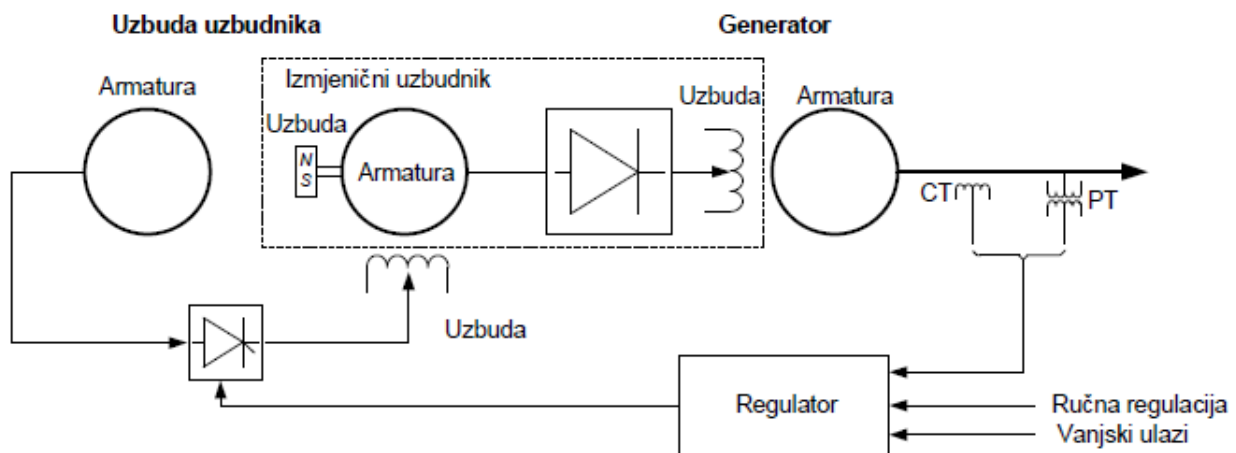 Uzbuda uzbudnika
Generator
Armatura
Izmjenični uzbudnik
Uzbuda
Uzbuda
Armatura
N
S
Armatura
CT
PT
Uzbuda
Regulator
Ručna regulacija
Vanjski ulazi